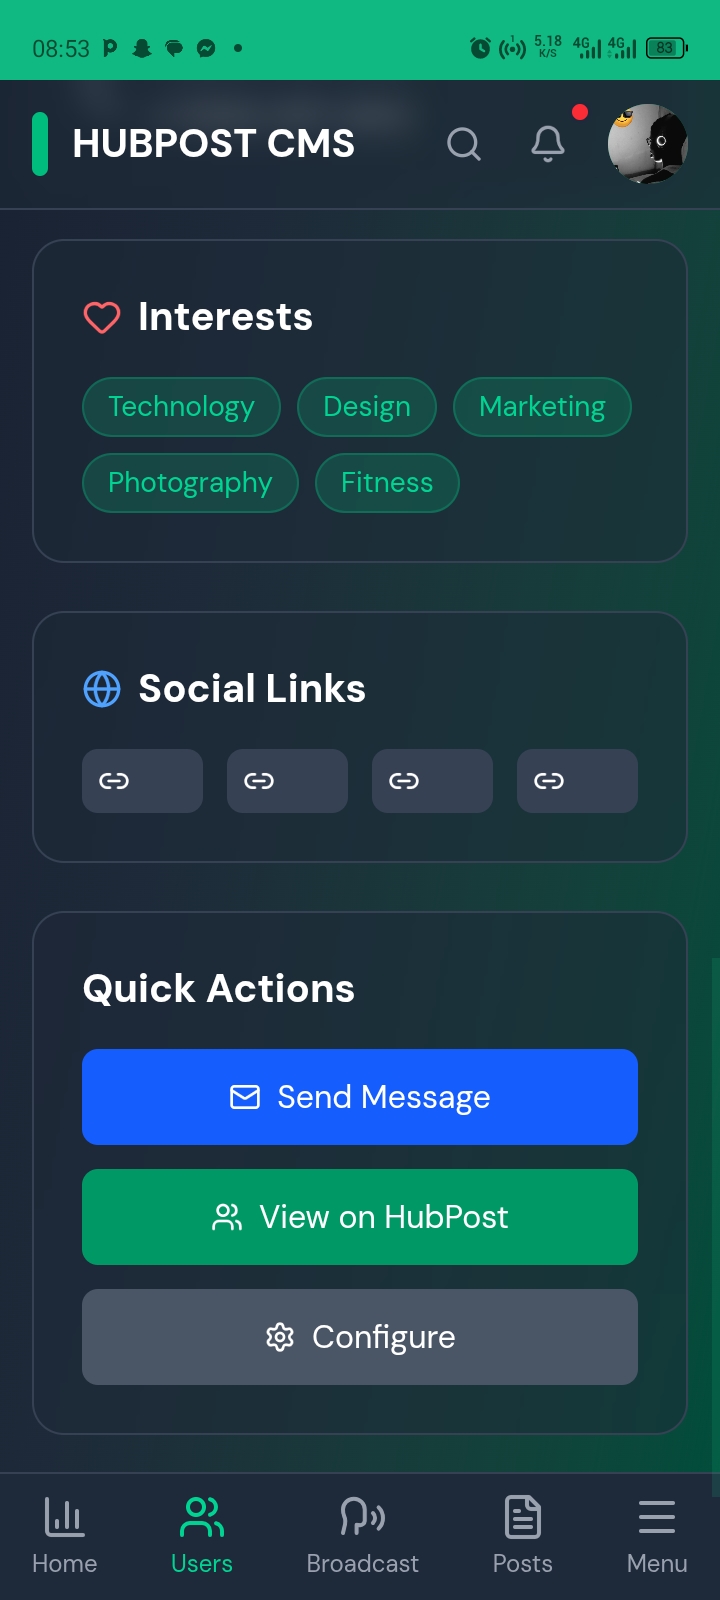 08:53 5.18 K/S 4G 4G 83
HUBPOST CMS
Interests
Technology Design Marketing
Photography Fitness
Social Links
Quick Actions
Send Message
View on HubPost
Configure
Home Users Broadcast Posts Menu